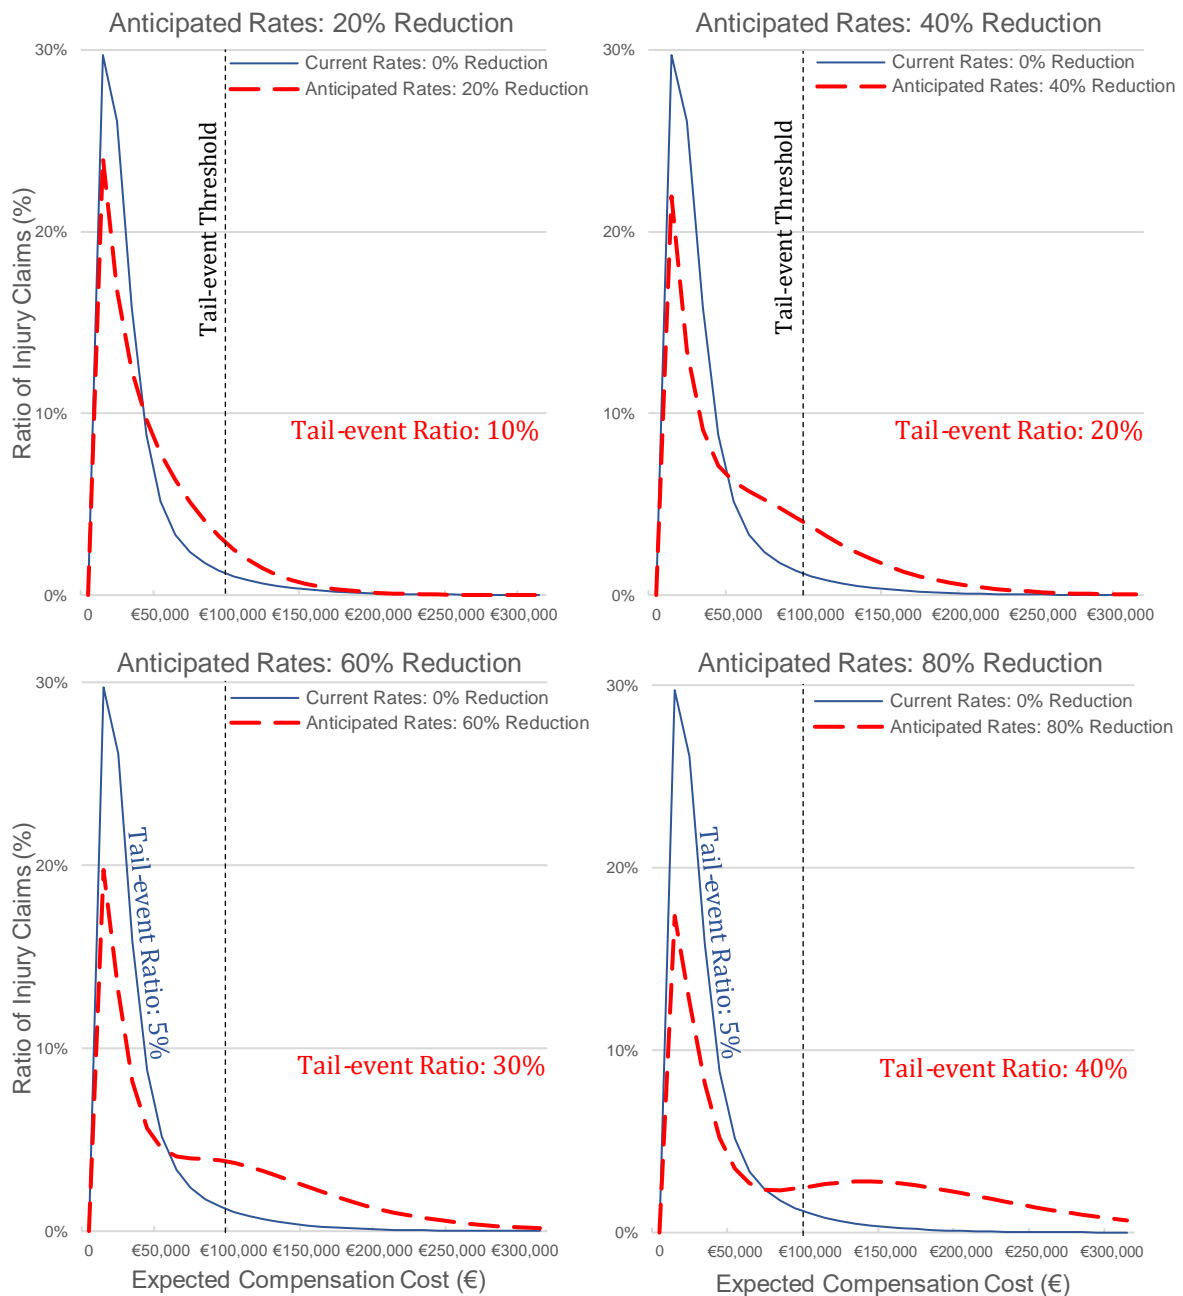 Anticipated Rates: 20% Reduction
30%
Current Rates: 0% Reduction
Anticipated Rates: 20% Reduction
Tail-event Threshold
20%
10%
Tail-event Ratio: 10%
0%
0
€50,000
€100,000
€150,000
€200,000
€250,000
€300,000
Ratio of Injury Claims (%)
Anticipated Rates: 40% Reduction
30%
Current Rates: 0% Reduction
Anticipated Rates: 40% Reduction
Tail-event Threshold
20%
10%
Tail-event Ratio: 20%
0%
0
€50,000
€100,000
€150,000
€200,000
€250,000
€300,000
Anticipated Rates: 60% Reduction
30%
Current Rates: 0% Reduction
Anticipated Rates: 60% Reduction
20%
Tail-event Ratio: 5%
10%
Tail-event Ratio: 30%
0%
0
€50,000
€100,000
€150,000
€200,000
€250,000
€300,000
Ratio of Injury Claims (%)
Expected Compensation Cost (€)
Anticipated Rates: 80% Reduction
30%
Current Rates: 0% Reduction
Anticipated Rates: 80% Reduction
20%
Tail-event Ratio: 5%
10%
Tail-event Ratio: 40%
0%
0
€50,000
€100,000
€150,000
€200,000
€250,000
€300,000
Expected Compensation Cost (€)